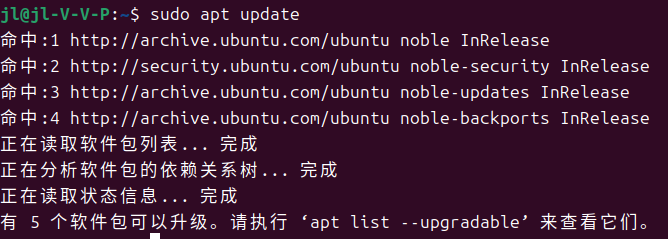 jl@jl-V-V-P:~$ sudo apt update
命中:1 http://archive.ubuntu.com/ubuntu noble InRelease
命中:2 http://security.ubuntu.com/ubuntu noble-security InRelease
命中:3 http://archive.ubuntu.com/ubuntu noble-updates InRelease
命中:4 http://archive.ubuntu.com/ubuntu noble-backports InRelease
正在读取软件包列表... 完成
正在分析软件包的依赖关系树... 完成
正在读取状态信息... 完成
有 5 个软件包可以升级。请执行 ‘apt list --upgradable’ 来查看它们。